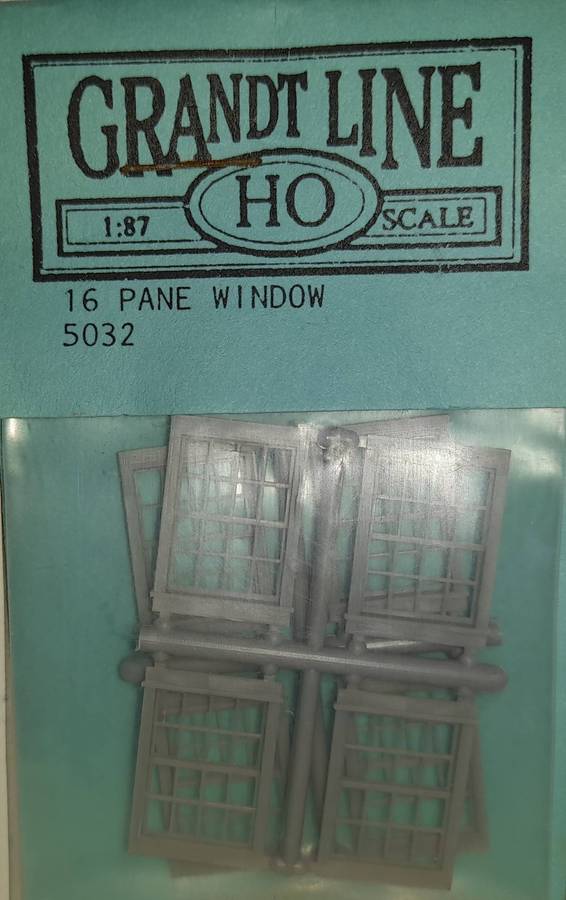 GRANDT LINE
1:87 HO SCALE
16 PANE WINDOW
5032